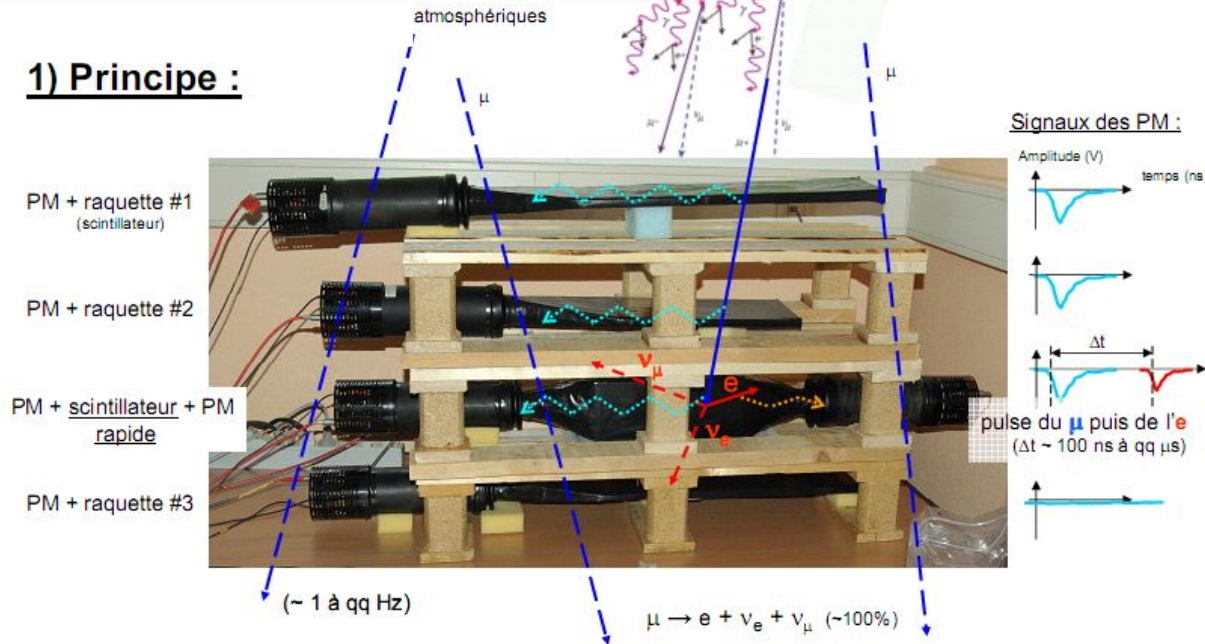 atmosphériques
1) Principe :
μ
μ
γ
e⁺
γ
e⁺
μ-
νμ
μ+
νμ
Signaux des PM :
Amplitude (V)
temps (ns
PM + raquette #1
(scintillateur)
PM + raquette #2
Δt
νμ
e
νe
PM + scintillateur + PM
rapide
pulse du μ puis de l'e
(Δt ~ 100 ns à qq μs)
PM + raquette #3
(~ 1 à qq Hz)
μ → e + νe + νμ (~100%)